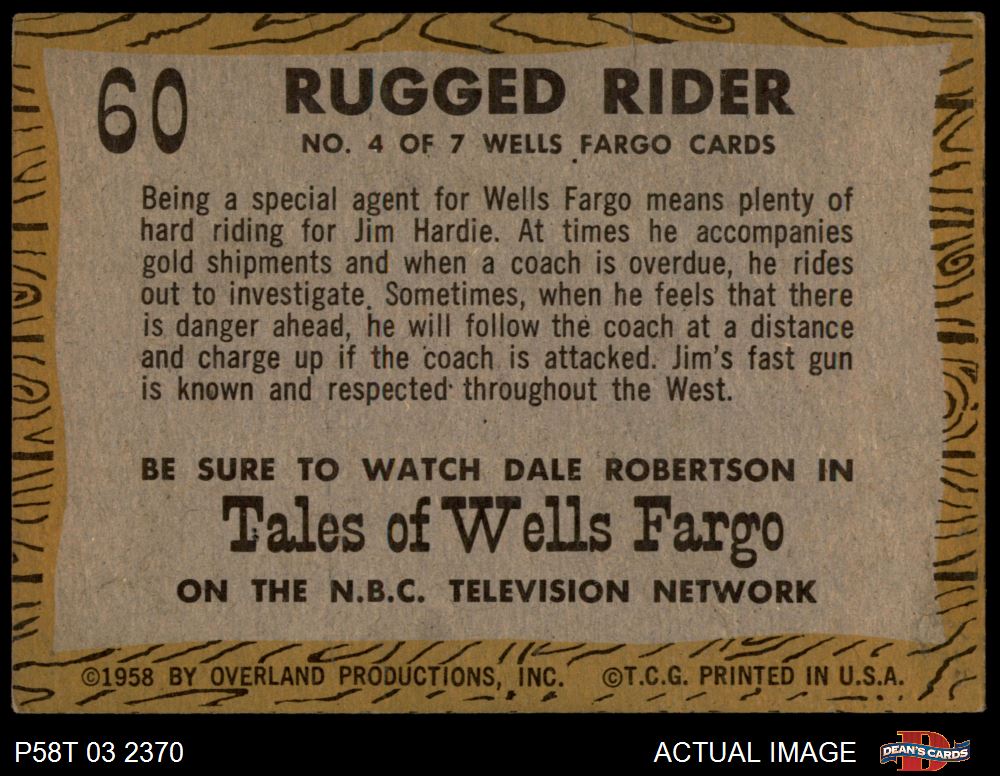 60
RUGGED RIDER
NO. 4 OF 7 WELLS FARGO CARDS
Being a special agent for Wells Fargo means plenty of
hard riding for Jim Hardie. At times he accompanies
gold shipments and when a coach is overdue, he rides
out to investigate. Sometimes, when he feels that there
is danger ahead, he will follow the coach at a distance
and charge up if the coach is attacked. Jim's fast gun
is known and respected throughout the West.
BE SURE TO WATCH DALE ROBERTSON IN
Tales of Wells Fargo
ON THE N.B.C. TELEVISION NETWORK
©1958 BY OVERLAND PRODUCTIONS, INC. ©T.C.G. PRINTED IN U.S.A.
P58T 03 2370
ACTUAL IMAGE
D
DEAN'S CARDS